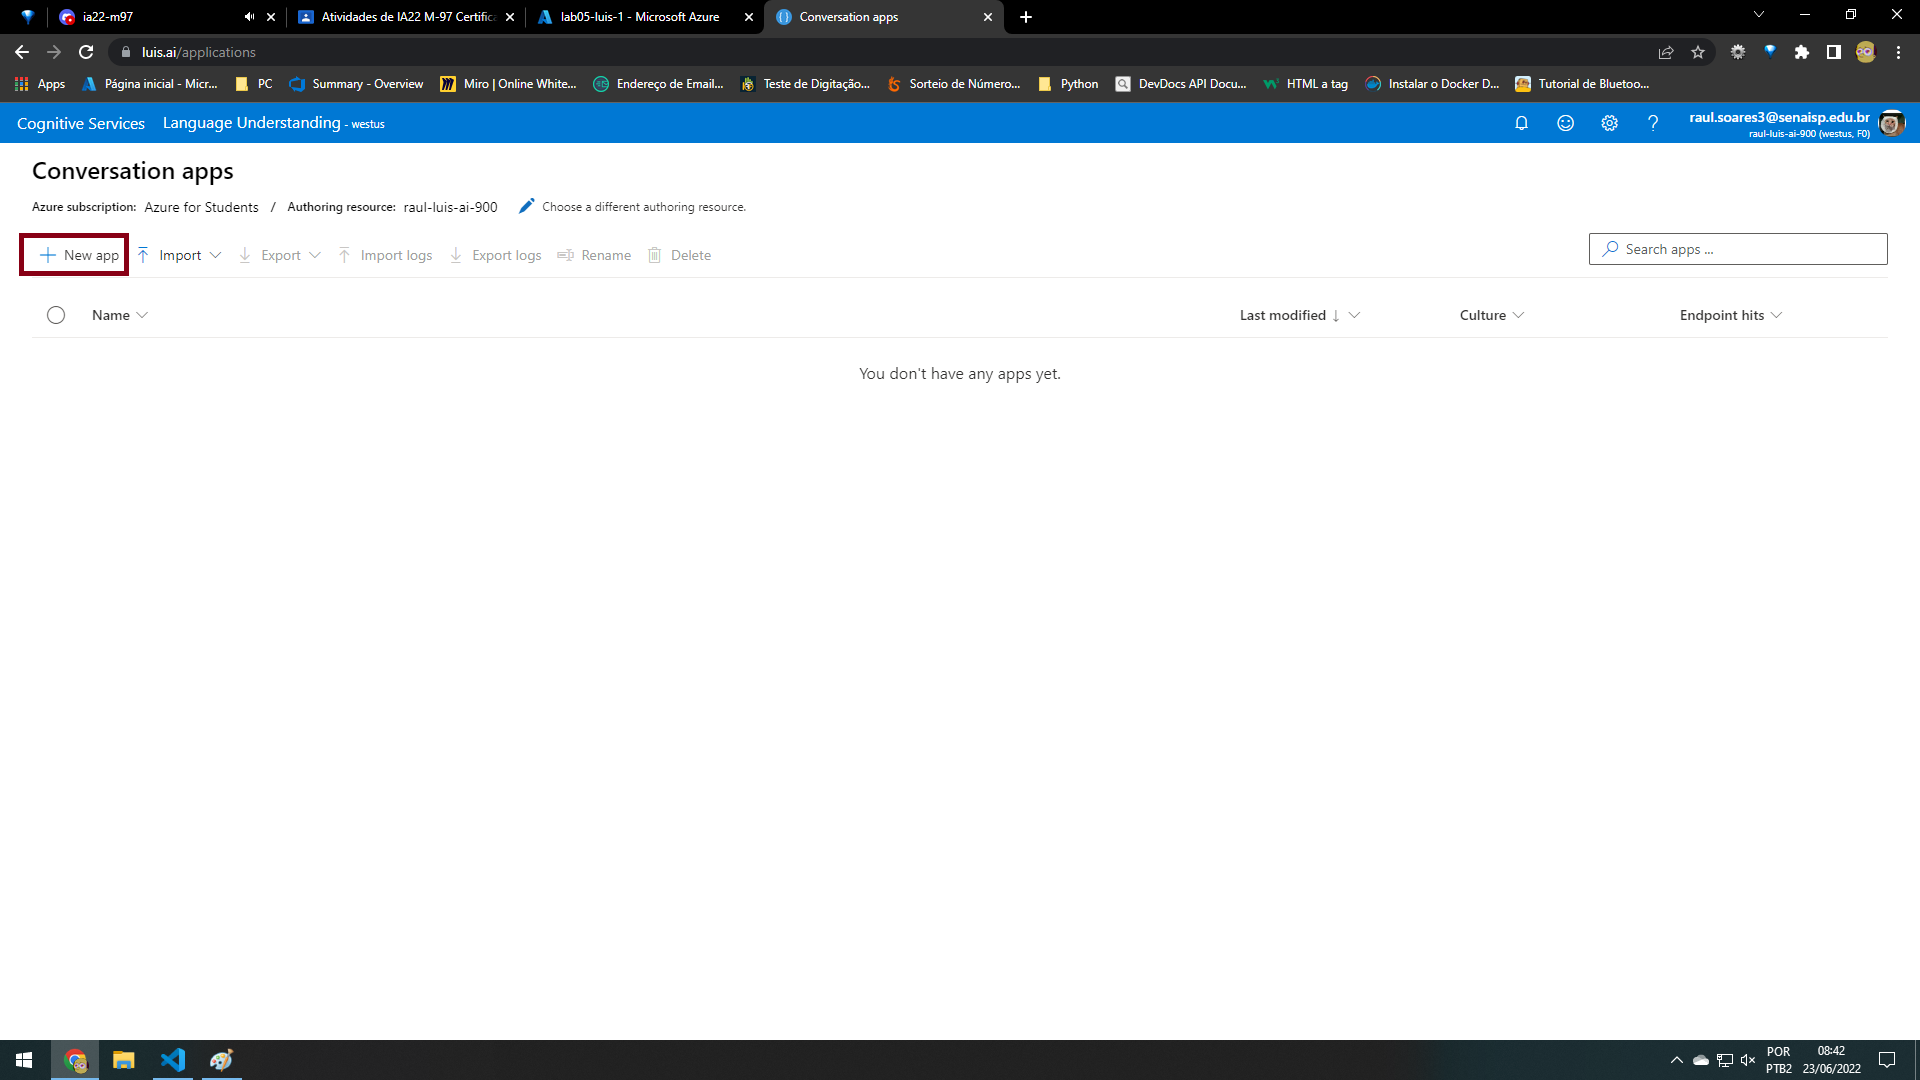 ia22-m97
Atividades de IA22 M-97 Certific
lab05-luis-1 - Microsoft Azure
Conversation apps
luis.ai/applications
Apps
Página inicial - Micr...
PC
Summary - Overview
Miro | Online White...
Endereço de Email...
Teste de Digitação...
Sorteio de Número...
Python
DevDocs API Docu...
HTML a tag
Instalar o Docker D...
Tutorial de Bluetoo...
Cognitive Services
Language Understanding - westus
raul.soares3@senaisp.edu.br
raul-luis-ai-900 (westus, F0)
Conversation apps
Azure subscription: Azure for Students / Authoring resource: raul-luis-ai-900 Choose a different authoring resource.
New app
Import
Export
Import logs
Export logs
Rename
Delete
Search apps ...
Name
Last modified ↓
Culture
Endpoint hits
You don't have any apps yet.
POR
PTB2
08:42
23/06/2022